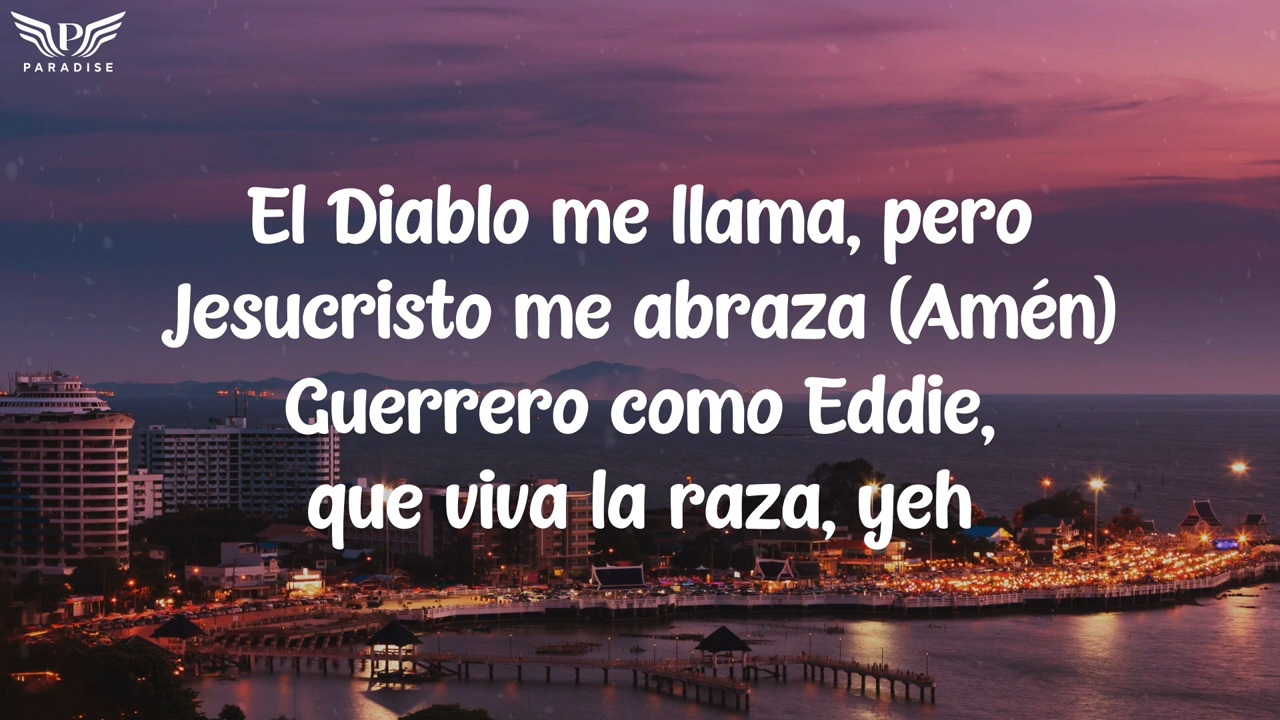 P
PARADISE
El Diablo me llama, pero
Jesucristo me abraza (Amén)
Guerrero como Eddie,
que viva la raza, yeh